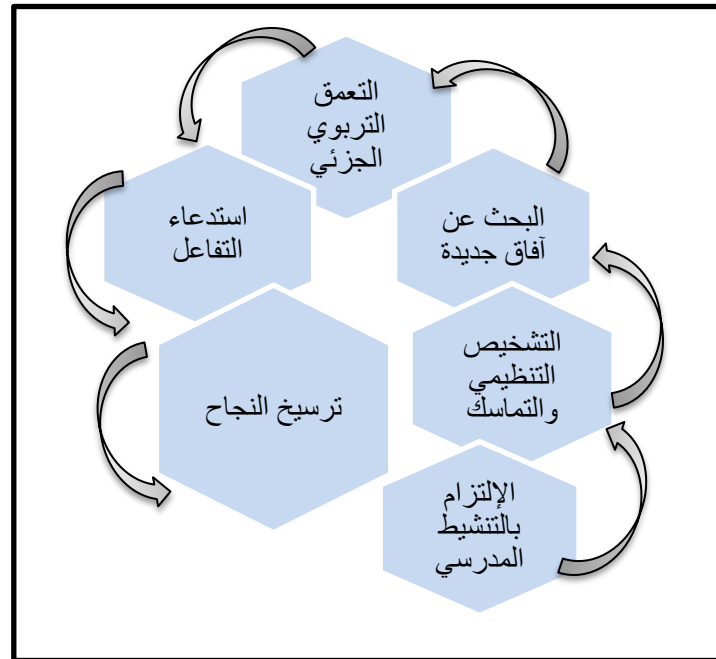 التعمق
التربوي
الجزئي
استدعاء
التفاعل
البحث عن
آفاق جديدة
التشخيص
التنظيمي
والتماسك
ترسيخ النجاح
الإلتزام
بالتنشيط
المدرسي